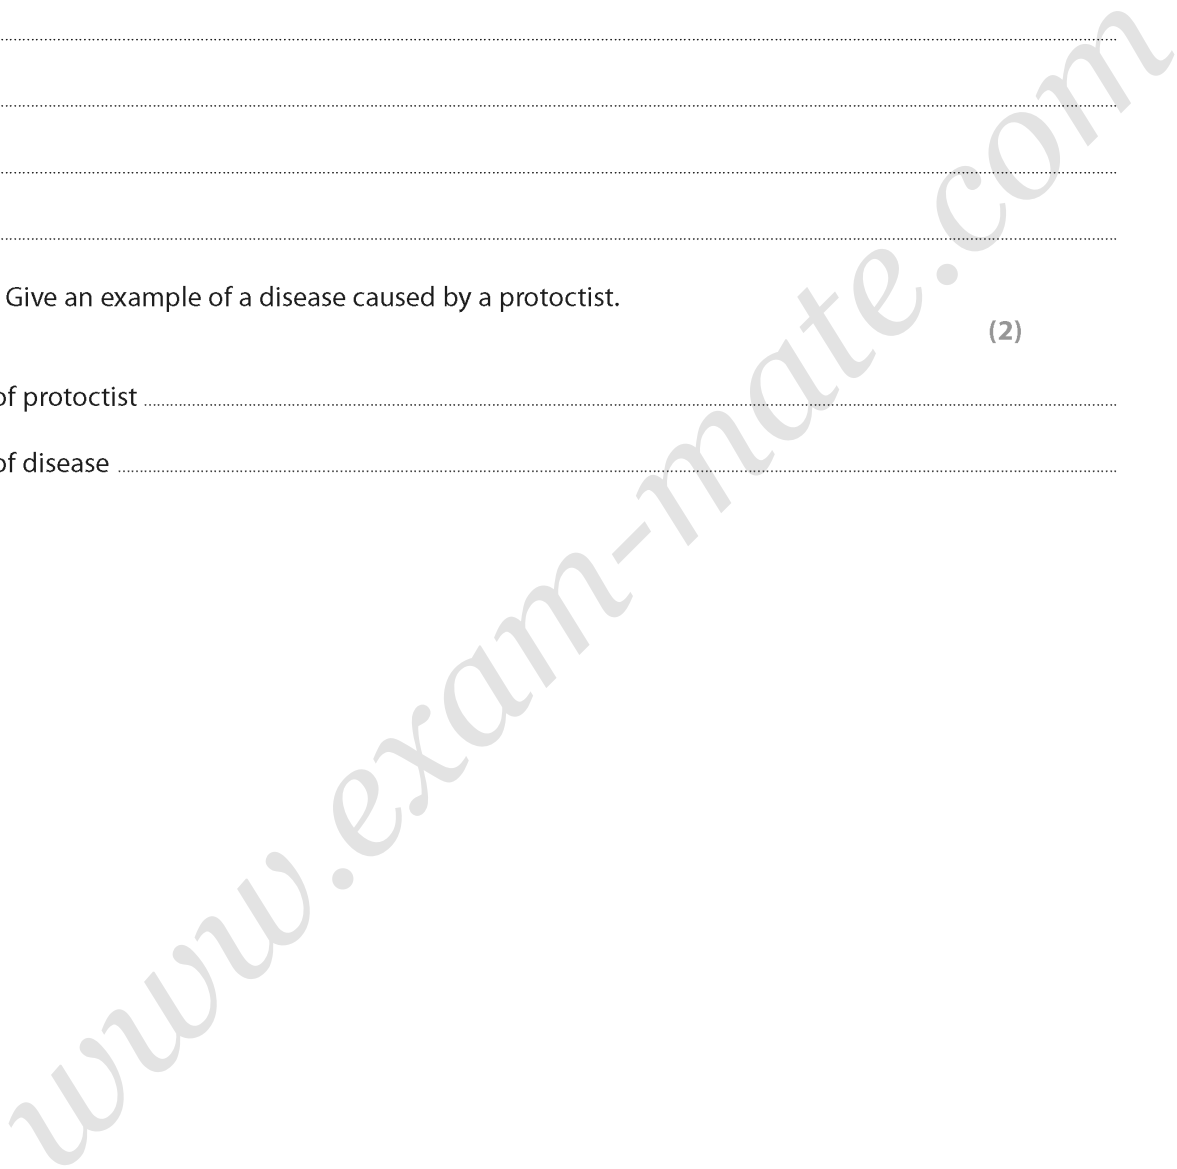 Give an example of a disease caused by a protoctist.
(2)
of protoctist
of disease
www.exam-mate.com